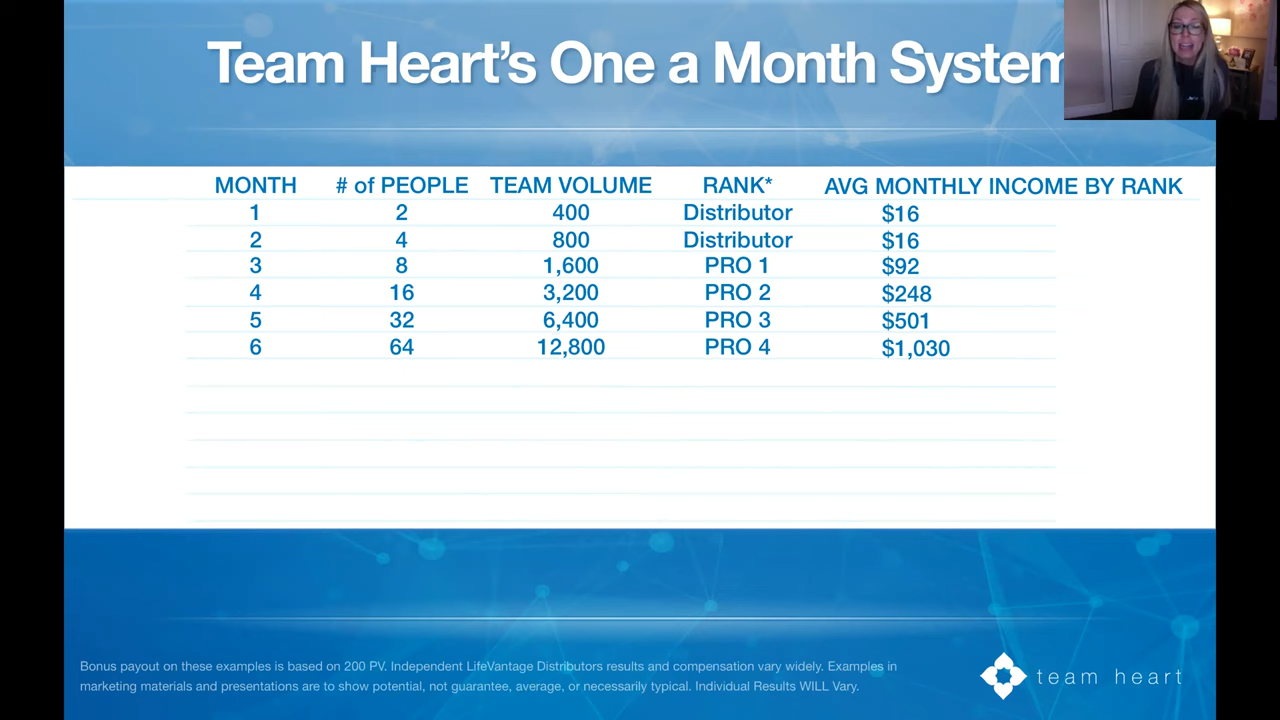 Team Heart's One a Month System
MONTH # of PEOPLE TEAM VOLUME RANK* AVG MONTHLY INCOME BY RANK
1 2 400 Distributor $16
2 4 800 Distributor $16
3 8 1,600 PRO 1 $92
4 16 3,200 PRO 2 $248
5 32 6,400 PRO 3 $501
6 64 12,800 PRO 4 $1,030
Bonus payout on these examples is based on 200 PV. Independent LifeVantage Distributors results and compensation vary widely. Examples in
marketing materials and presentations are to show potential, not guarantee, average, or necessarily typical. Individual Results WILL Vary.
team heart